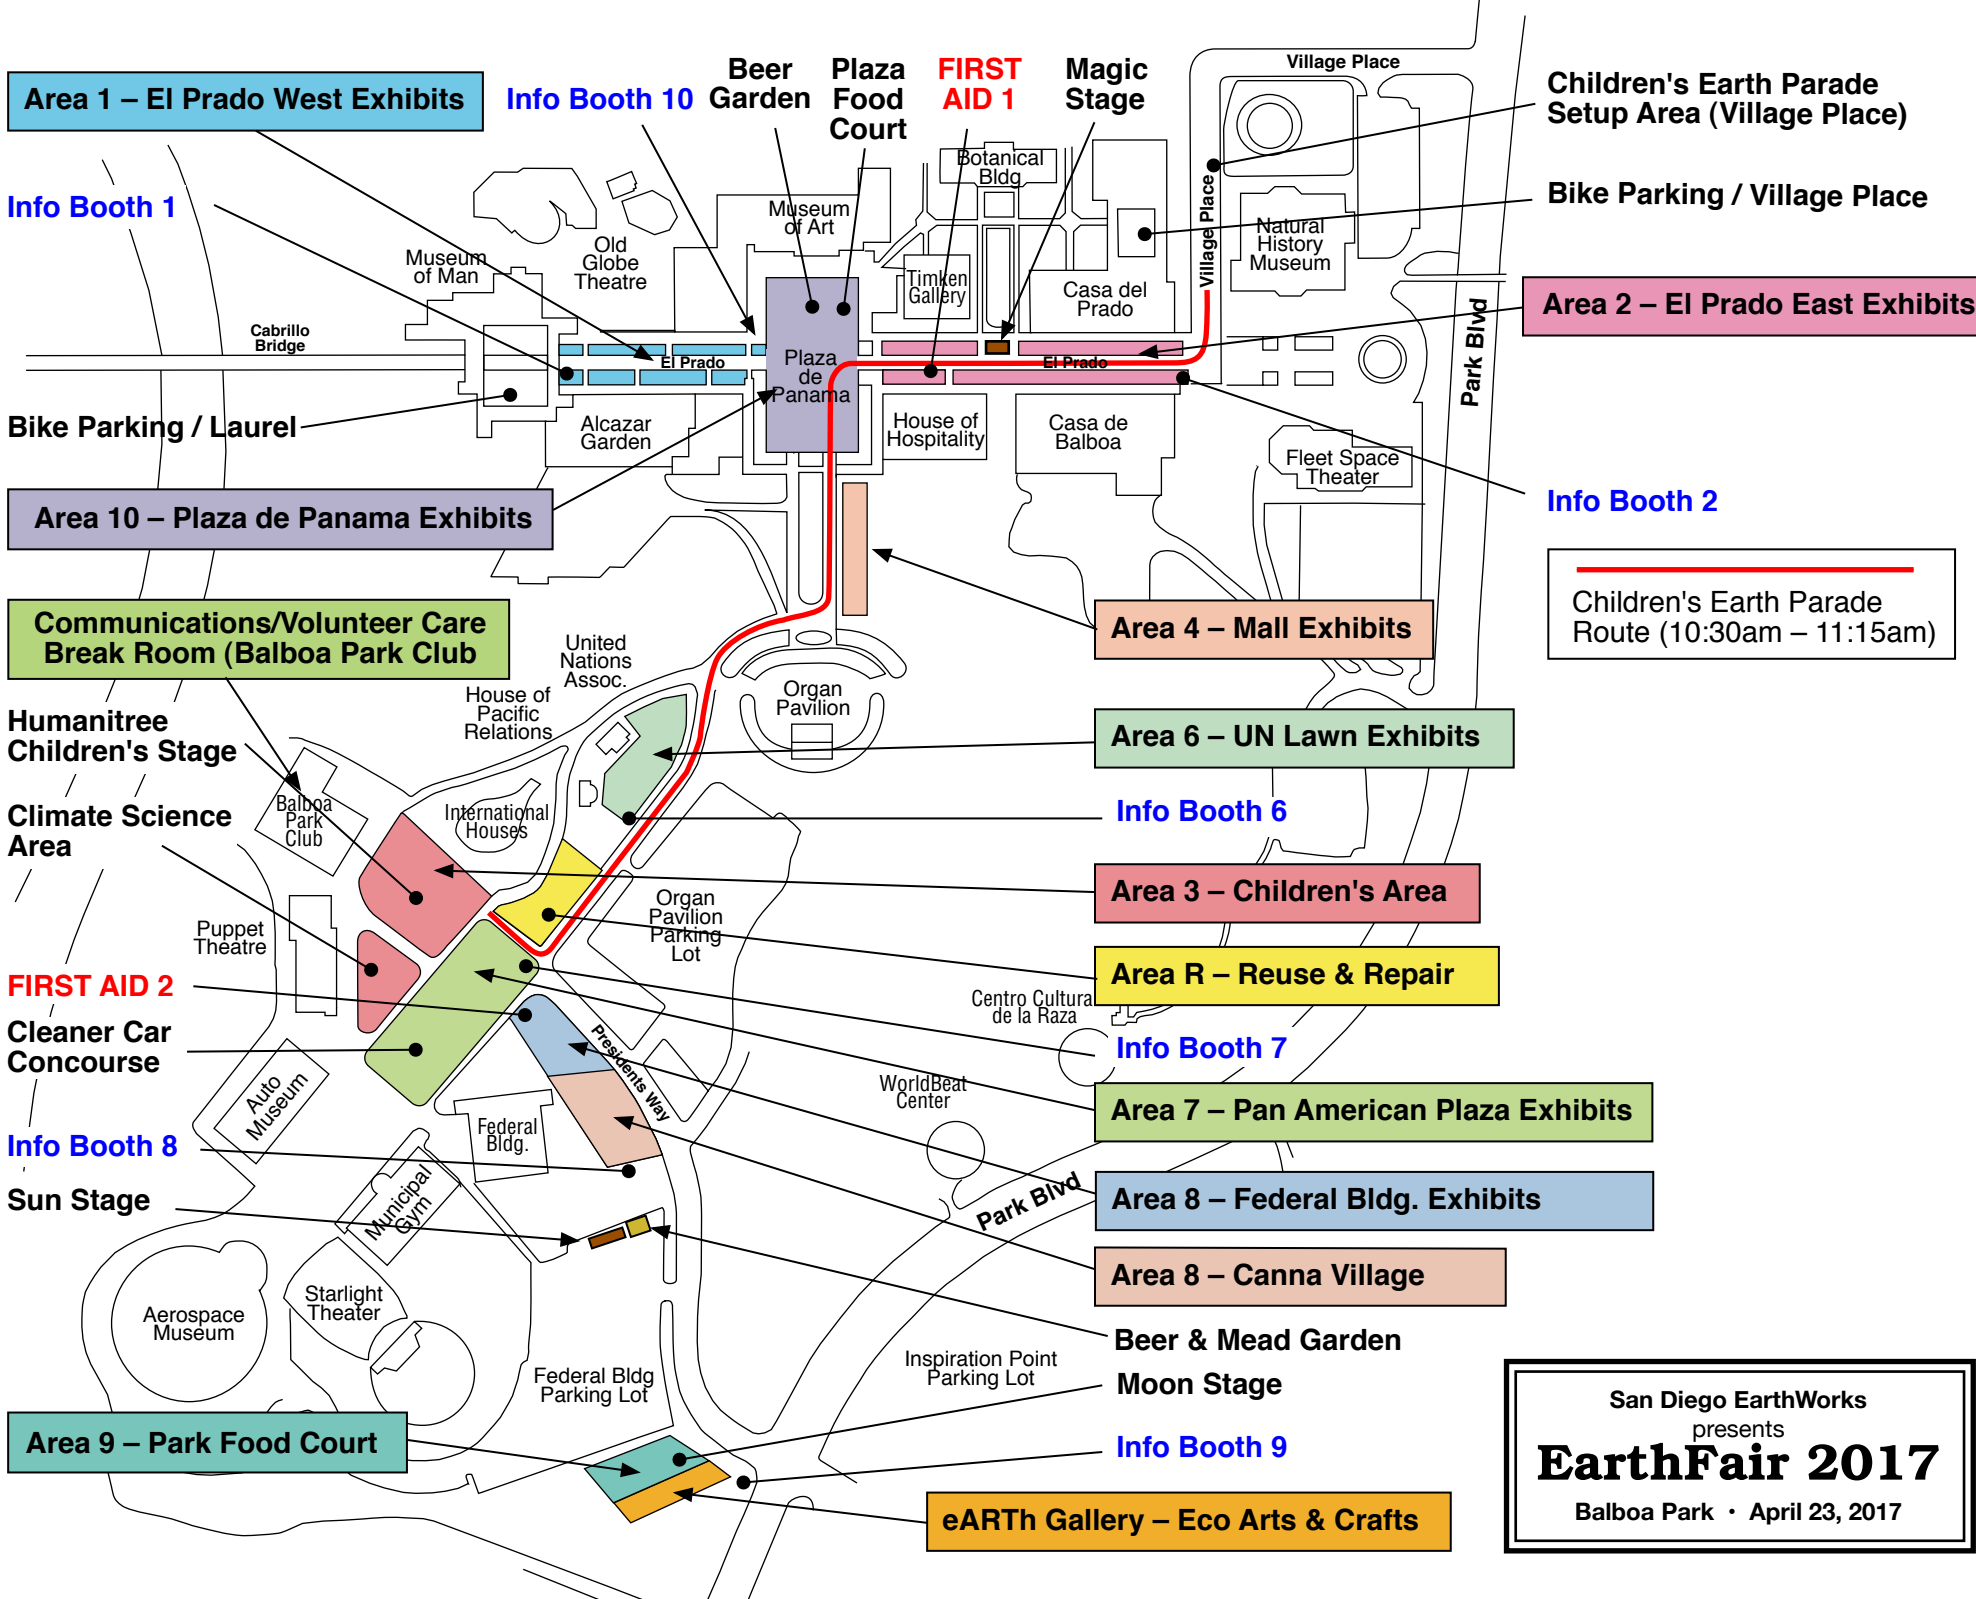 Area 1 – El Prado West Exhibits
Info Booth 10
Beer
Garden
Plaza
Food
Court
FIRST
AID 1
Magic
Stage
Village Place
Children's Earth Parade
Setup Area (Village Place)
Info Booth 1
Bike Parking / Village Place
Botanical
Bldg
Museum
of Art
Village Place
Natural
History
Museum
Old
Globe
Theatre
Museum
of Man
Timken
Gallery
Casa del
Prado
Area 2 – El Prado East Exhibits
Park Blvd
Cabrillo
Bridge
El Prado
Plaza
de
Panama
El Prado
Bike Parking / Laurel
Alcazar
Garden
House of
Hospitality
Casa de
Balboa
Fleet Space
Theater
Info Booth 2
Area 10 – Plaza de Panama Exhibits
Children's Earth Parade
Route (10:30am – 11:15am)
Communications/Volunteer Care
Break Room (Balboa Park Club
Area 4 – Mall Exhibits
United
Nations
Assoc.
House of
Pacific
Relations
Organ
Pavilion
Humanitree
Children's Stage
Area 6 – UN Lawn Exhibits
Balboa
Park
Club
International
Houses
Info Booth 6
Climate Science
Area
Area 3 – Children's Area
Organ
Pavilion
Parking
Lot
Puppet
Theatre
Area R – Reuse & Repair
FIRST AID 2
Centro Cultura
de la Raza
Cleaner Car
Concourse
Presidents Way
Info Booth 7
Auto
Museum
WorldBeat
Center
Area 7 – Pan American Plaza Exhibits
Federal
Bldg.
Info Booth 8
Municipal
Gym
Sun Stage
Park Blvd
Area 8 – Federal Bldg. Exhibits
Area 8 – Canna Village
Aerospace
Museum
Starlight
Theater
Beer & Mead Garden
Federal Bldg
Parking Lot
Inspiration Point
Parking Lot
Moon Stage
Area 9 – Park Food Court
Info Booth 9
eARTh Gallery – Eco Arts & Crafts
San Diego EarthWorks
presents
EarthFair 2017
Balboa Park • April 23, 2017